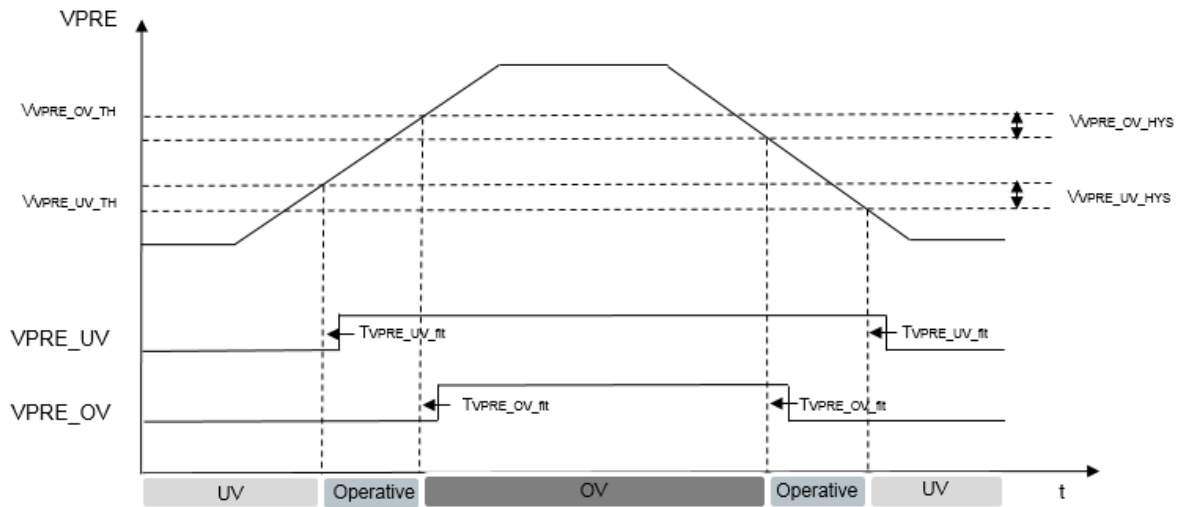 VPRE
VVPRE_OV_TH
VVPRE_OV_HYS
VVPRE_UV_TH
VVPRE_UV_HYS
VPRE_UV
TVPRE_UV_flt
TVPRE_UV_flt
VPRE_OV
TVPRE_OV_flt
TVPRE_OV_flt
UV
Operative
OV
Operative
UV
t